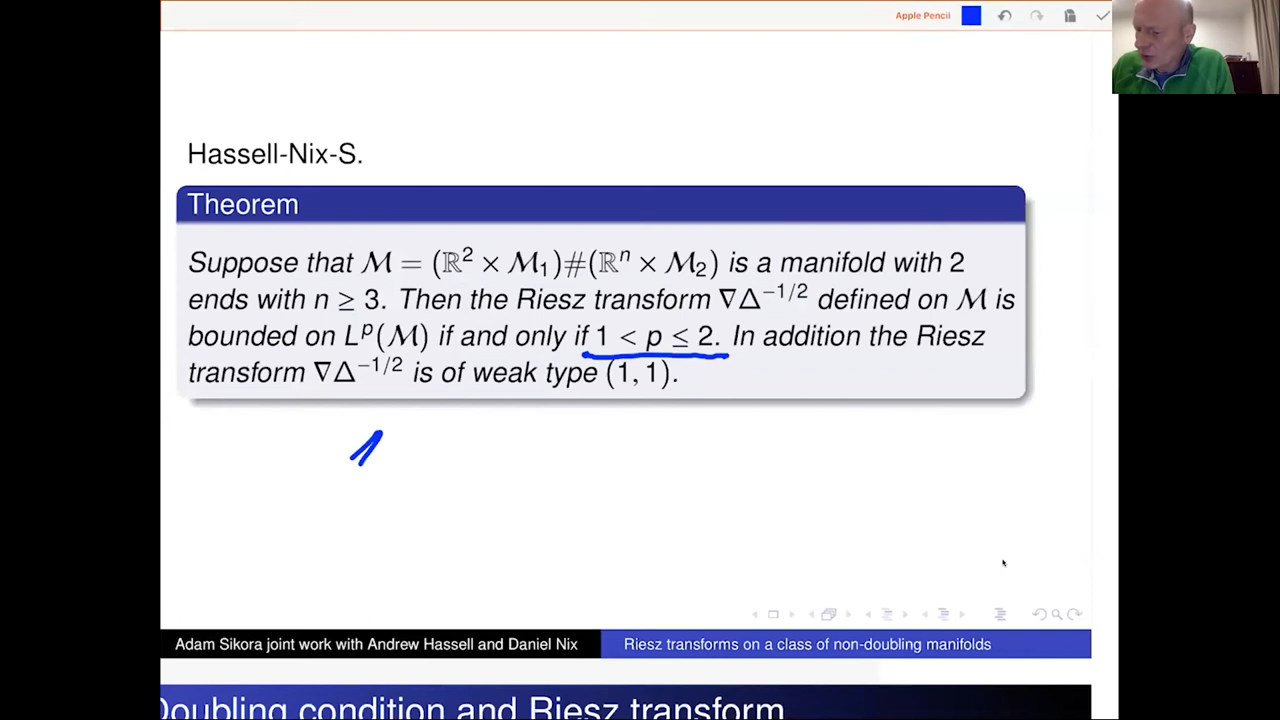 Apple Pencil
Hassell-Nix-S.
Theorem
Suppose that ℳ = (ℝ² × ℳ₁)#(ℝⁿ × ℳ₂) is a manifold with 2
ends with n ≥ 3. Then the Riesz transform ∇Δ^{−1/2} defined on ℳ is
bounded on Lᵖ(ℳ) if and only if 1 < p ≤ 2. In addition the Riesz
transform ∇Δ^{−1/2} is of weak type (1, 1).
1
Adam Sikora joint work with Andrew Hassell and Daniel Nix
Riesz transforms on a class of non-doubling manifolds
Doubling condition and Riesz transform